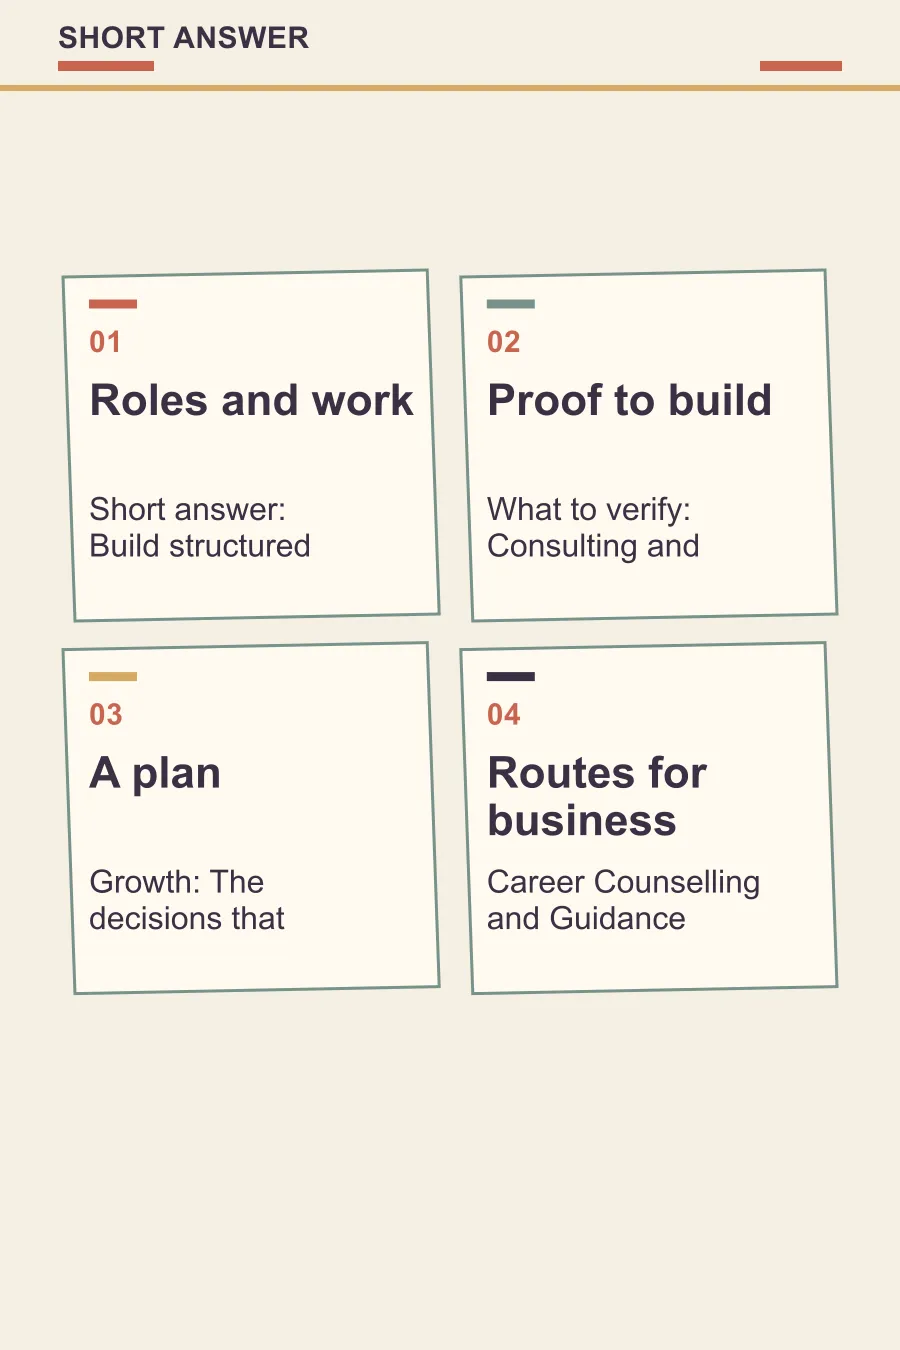 SHORT ANSWER
01
Roles and work
Short answer:
Build structured
02
Proof to build
What to verify:
Consulting and
03
A plan
Growth: The
decisions that
04
Routes for
business
Career Counselling
and Guidance